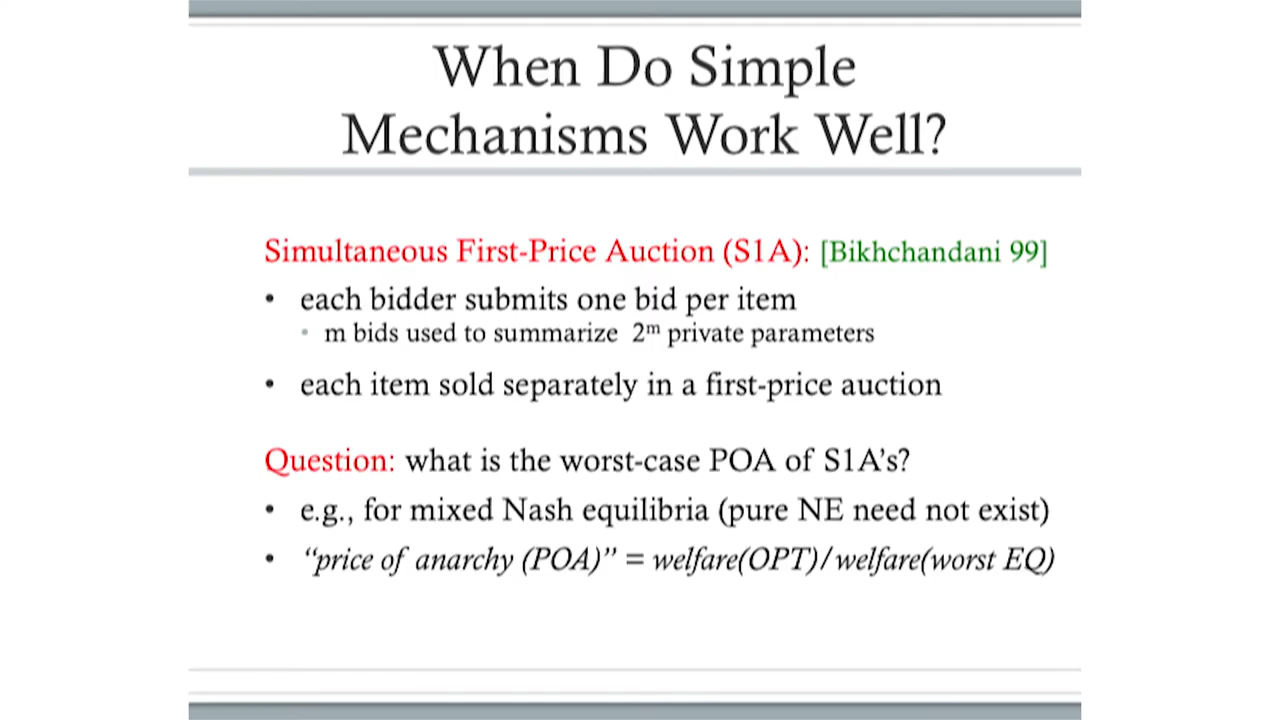 When Do Simple
Mechanisms Work Well?
Simultaneous First-Price Auction (S1A): [Bikhchandani 99]
• each bidder submits one bid per item
• m bids used to summarize 2ᵐ private parameters
• each item sold separately in a first-price auction
Question: what is the worst-case POA of S1A's?
• e.g., for mixed Nash equilibria (pure NE need not exist)
• “price of anarchy (POA)” = welfare(OPT)/welfare(worst EQ)